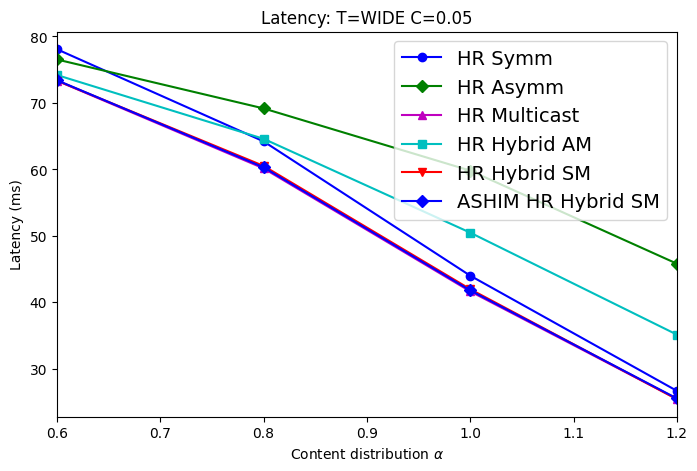 Latency: T=WIDE C=0.05
80
70
60
50
40
30
Latency (ms)
HR Symm
HR Asymm
HR Multicast
HR Hybrid AM
HR Hybrid SM
ASHIM HR Hybrid SM
0.6 0.7 0.8 0.9 1.0 1.1 1.2
Content distribution α